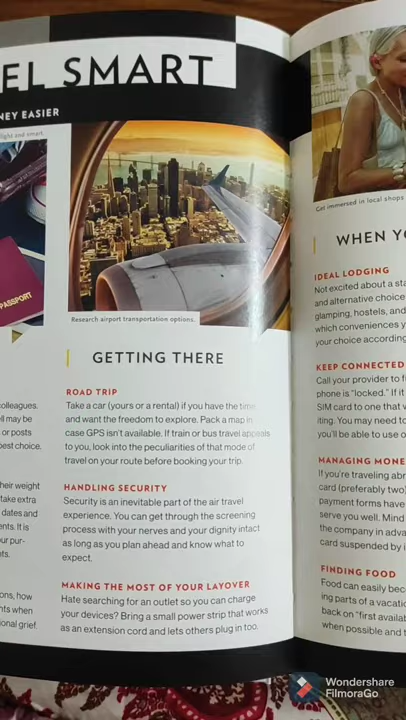 EL SMART
NEY EASIER
light and smart.
PASSPORT
colleagues.
ll may be
or posts
best choice.
their weight
take extra
dates and
ents. It is
ur pur-
ts.
ons, how
nts when
onal grief.
Research airport transportation options.
GETTING THERE
ROAD TRIP
Take a car (yours or a rental) if you have the time
and want the freedom to explore. Pack a map in
case GPS isn't available. If train or bus travel appeals
to you, look into the peculiarities of that mode of
travel on your route before booking your trip.
HANDLING SECURITY
Security is an inevitable part of the air travel
experience. You can get through the screening
process with your nerves and your dignity intact
as long as you plan ahead and know what to
expect.
MAKING THE MOST OF YOUR LAYOVER
Hate searching for an outlet so you can charge
your devices? Bring a small power strip that works
as an extension cord and lets others plug in too.
Get immersed in local shops
WHEN YO
IDEAL LODGING
Not excited about a sta
and alternative choice
glamping, hostels, and
which conveniences y
your choice according
KEEP CONNECTED
Call your provider to f
phone is "locked." If it
SIM card to one that v
iting. You may need to
you'll be able to use o
MANAGING MONE
If you're traveling abr
card (preferably two)
payment forms have
serve you well. Mind
the company in adva
card suspended by i
FINDING FOOD
Food can easily bec
ing parts of a vacatio
back on "first availab
when possible and t
Wondershare
FilmoraGo